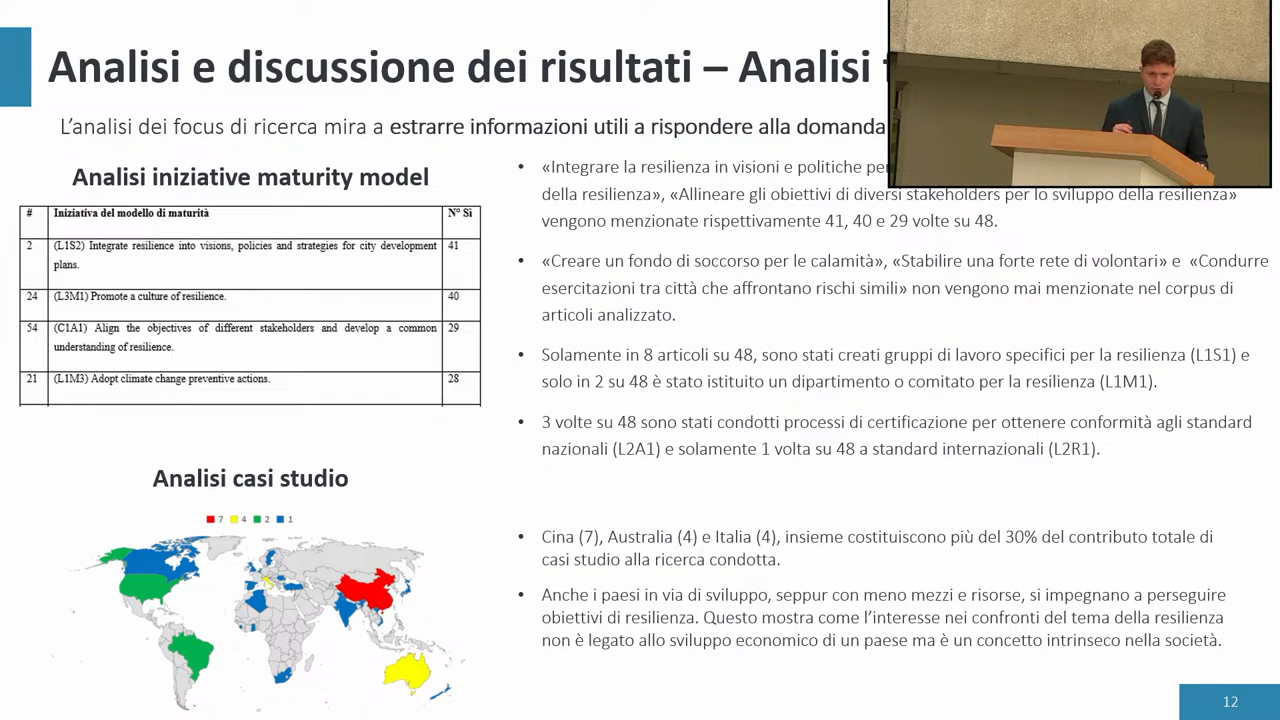 Analisi e discussione dei risultati – Analisi
L'analisi dei focus di ricerca mira a estrarre informazioni utili a rispondere alla domanda
Analisi iniziative maturity model
# Iniziativa del modello di maturità N° Sì
2 (L1S2) Integrate resilience into visions, policies and strategies for city development 41
plans.
24 (L3M1) Promote a culture of resilience. 40
54 (C1A1) Align the objectives of different stakeholders and develop a common 29
understanding of resilience.
21 (L1M3) Adopt climate change preventive actions. 28
• «Integrare la resilienza in visioni e politiche
della resilienza», «Allineare gli obiettivi di diversi stakeholders per lo sviluppo della resilienza»
vengono menzionate rispettivamente 41, 40 e 29 volte su 48.
• «Creare un fondo di soccorso per le calamità», «Stabilire una forte rete di volontari» e «Condurre
esercitazioni tra città che affrontano rischi simili» non vengono mai menzionate nel corpus di
articoli analizzato.
• Solamente in 8 articoli su 48, sono stati creati gruppi di lavoro specifici per la resilienza (L1S1) e
solo in 2 su 48 è stato istituito un dipartimento o comitato per la resilienza (L1M1).
• 3 volte su 48 sono stati condotti processi di certificazione per ottenere conformità agli standard
nazionali (L2A1) e solamente 1 volta su 48 a standard internazionali (L2R1).
Analisi casi studio
7 4 2 1
• Cina (7), Australia (4) e Italia (4), insieme costituiscono più del 30% del contributo totale di
casi studio alla ricerca condotta.
• Anche i paesi in via di sviluppo, seppur con meno mezzi e risorse, si impegnano a perseguire
obiettivi di resilienza. Questo mostra come l'interesse nei confronti del tema della resilienza
non è legato allo sviluppo economico di un paese ma è un concetto intrinseco nella società.
12